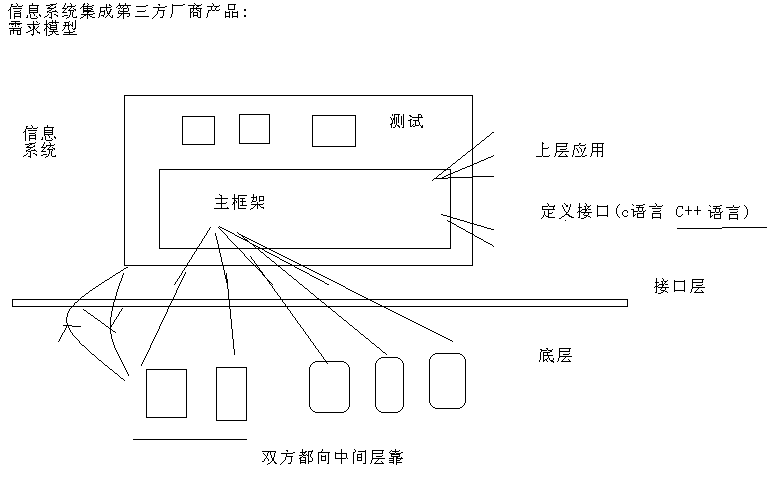 信息系统集成第三方厂商产品:
需求模型
测试
信息
系统
上层应用
主框架
定义接口(c语言 C++ 语言)
接口层
底层
双方都向中间层靠